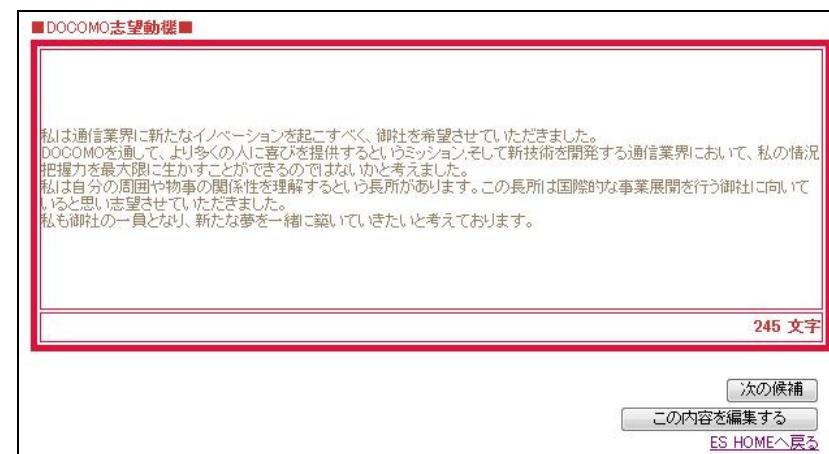 ■DOCOMO志望動機■
私は通信業界に新たなイノベーションを起こすべく、御社を希望させていただきました。
DOCOMOを通して、より多くの人に喜びを提供するというミッション、そして新技術を開発する通信業界において、私の情況
把握力を最大限に生かすことができるのではないかと考えました。
私は自分の周囲や物事の関係性を理解するという長所があります。この長所は国際的な事業展開を行う御社に向いて
いると思い志望させていただきました。
私も御社の一員となり、新たな夢を一緒に築いていきたいと考えております。
245 文字
次の候補
この内容を編集する
ES HOMEへ戻る